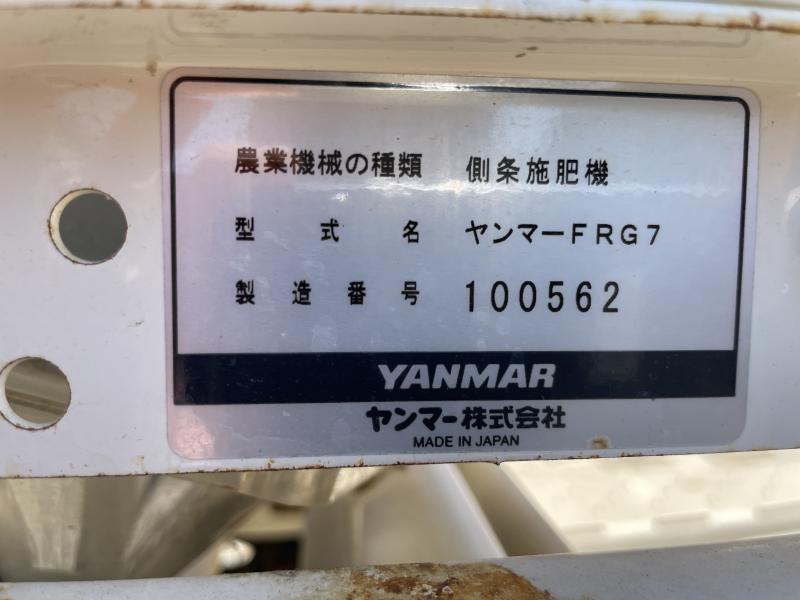 農業機械の種類 側条施肥機
型式名 ヤンマーFRG7
製造番号 100562
YANMAR
ヤンマー株式会社
MADE IN JAPAN